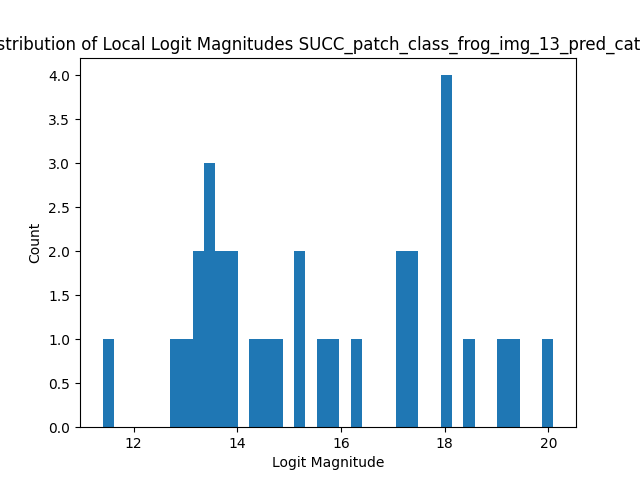 stribution of Local Logit Magnitudes SUCC_patch_class_frog_img_13_pred_cat
4.0
3.5
3.0
2.5
2.0
1.5
1.0
0.5
0.0
Count
12 14 16 18 20
Logit Magnitude